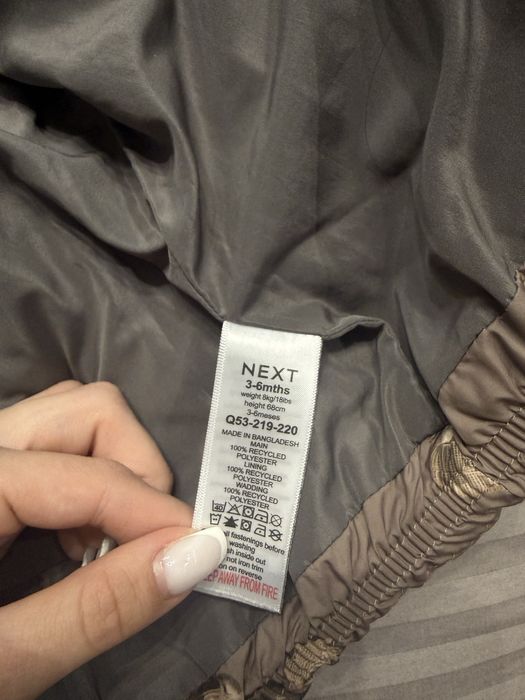 NEXT
3-6mths
weight 8kg/18lbs
height 68cm
3-6meses
Q53-219-220
MADE IN BANGLADESH
MAIN
100% RECYCLED
POLYESTER
LINING
100% RECYCLED
POLYESTER
WADDING
100% RECYCLED
POLYESTER
40
fastenings before
washing
inside out
not iron trim
on reverse
AWAY FROM FIRE